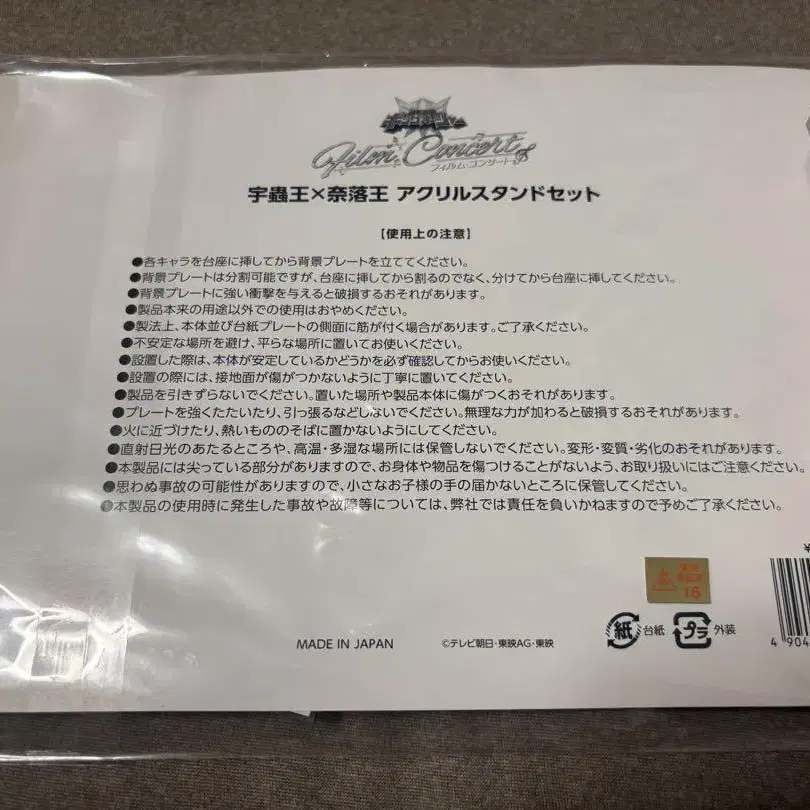 Film Concert
フィルム・コンサート
宇蟲王×奈落王 アクリルスタンドセット
【使用上の注意】
●各キャラを台座に挿してから背景プレートを立ててください。
●背景プレートは分割可能ですが、台座に挿してから割るのでなく、分けてから台座に挿してください。
●背景プレートに強い衝撃を与えると破損するおそれがあります。
●製品本来の用途以外での使用はおやめください。
●製法上、本体並び台紙プレートの側面に筋が付く場合があります。ご了承ください。
●不安定な場所を避け、平らな場所に置いてお使いください。
●設置した際は、本体が安定しているかどうかを必ず確認してからお使いください。
●設置の際には、接地面が傷がつかないように丁寧に置いてください。
●製品を引きずらないでください。置いた場所や製品本体に傷がつくおそれがあります。
●プレートを強くたたいたり、引っ張るなどしないでください。無理な力が加わると破損するおそれがあります。
●火に近づけたり、熱いもののそばに置かないようにしてください。
●直射日光のあたるところや、高温・多湿な場所には保管しないでください。変形・変質・劣化のおそれがあります。
●本製品には尖っている部分がありますので、お身体や物品を傷つけることがないよう、お取り扱いにはご注意ください。
●思わぬ事故の可能性がありますので、小さなお子様の手の届かないところに保管してください。
●本製品の使用時に発生した事故や故障等については、弊社では責任を負いかねますので予めご了承ください。
¥
16
紙 台紙 プラ 外装
MADE IN JAPAN ©テレビ朝日・東映AG・東映
4 904